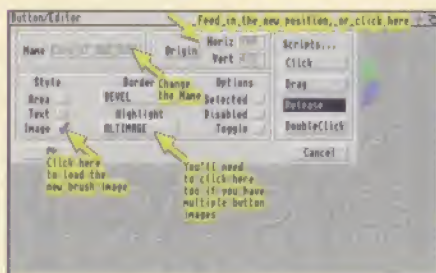 Button/Editor
Feed in the new position, or click here
Name
Origin
Horiz
Vert
Scripts...
Click
Drag
Release
DoubleClick
Cancel
Change
the Name
Style
Area
Text
Image
Border
BEVEL
Highlight
ALTIMAGE
Options
Selected
Disabled
Toggle
Click here
to load the
new brush image
You'll need
to click here
too if you have
multiple button
images